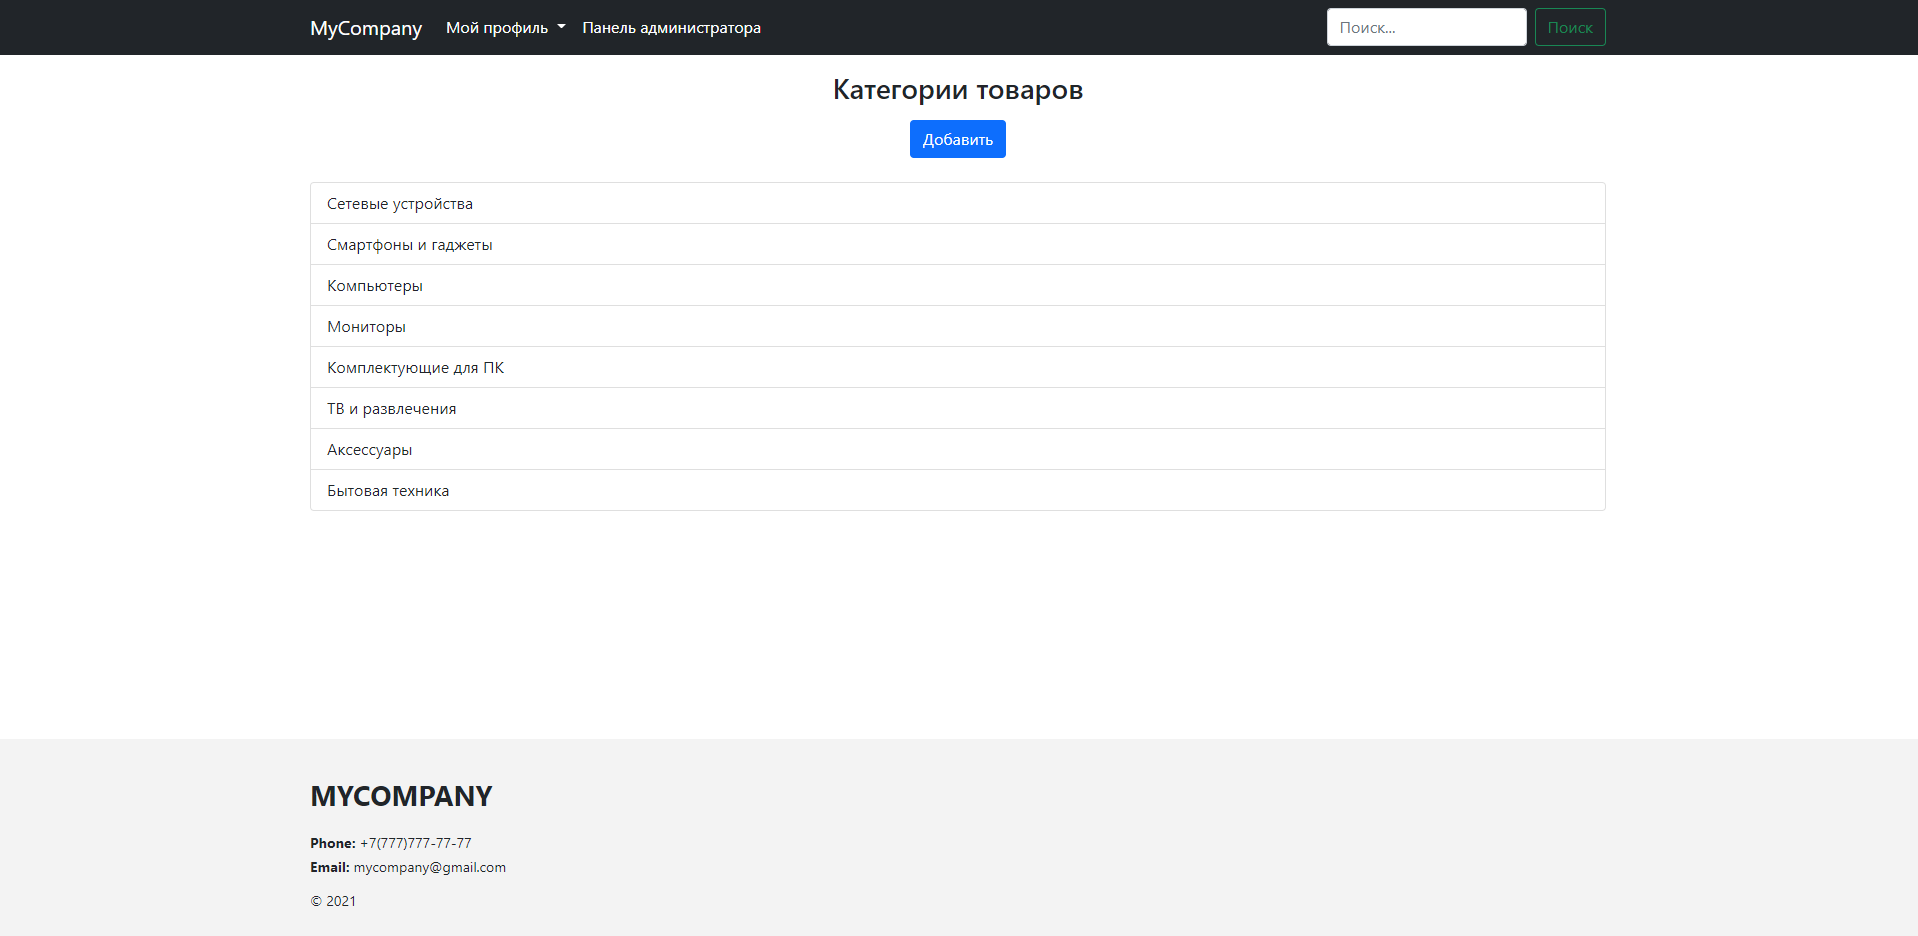 MyCompany Мой профиль Панель администратора Поиск... Поиск
Категории товаров
Добавить
Сетевые устройства
Смартфоны и гаджеты
Компьютеры
Мониторы
Комплектующие для ПК
ТВ и развлечения
Аксессуары
Бытовая техника
MYCOMPANY
Phone: +7(777)777-77-77
Email: mycompany@gmail.com
© 2021